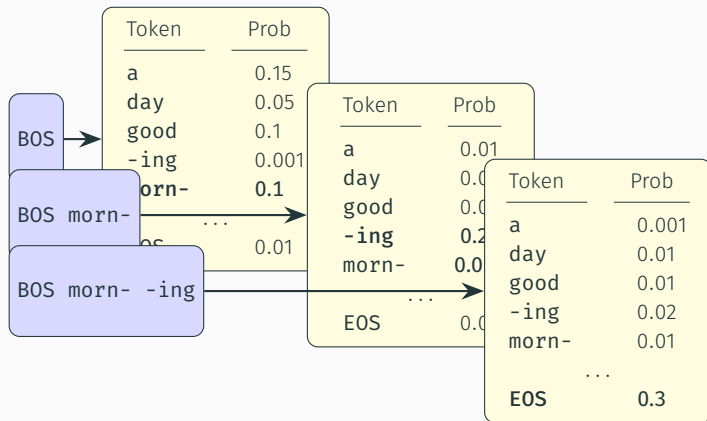 Token Prob
a 0.15
day 0.05
good 0.1
-ing 0.001
morn- 0.1
...
EOS 0.01
Token Prob
a 0.01
day
good
-ing
morn-
...
EOS
Token Prob
a 0.001
day 0.01
good 0.01
-ing 0.02
morn- 0.01
...
EOS 0.3
BOS
BOS morn-
BOS morn- -ing